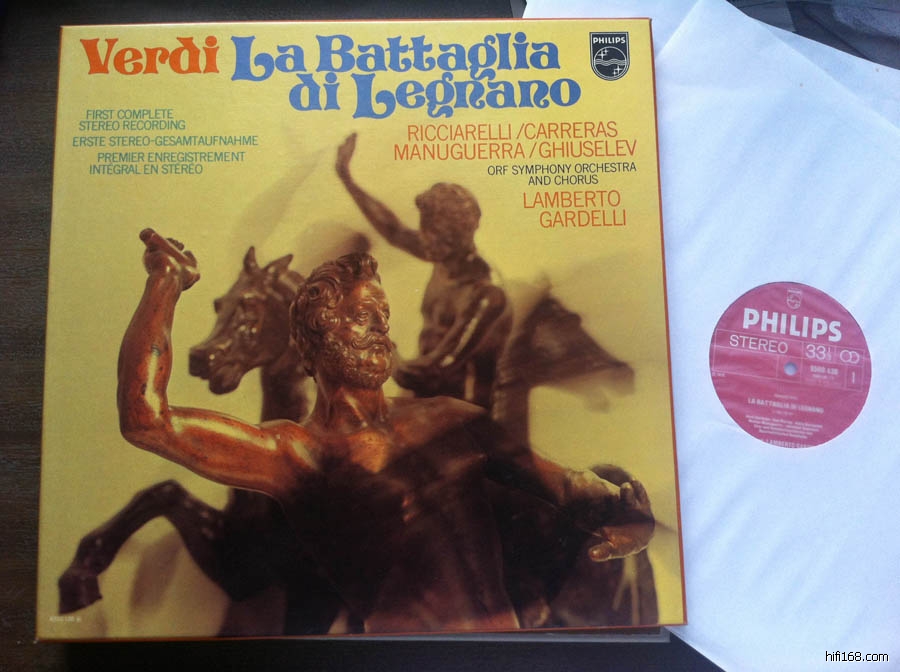 Verdi La Battaglia
di Legnano
PHILIPS
FIRST COMPLETE
STEREO RECORDING
ERSTE STEREO-GESAMTAUFNAHME
PREMIER ENREGISTREMENT
INTÉGRAL EN STÉRÉO
RICCIARELLI/CARRERAS
MANUGUERRA/GHIUSELEV
ORF SYMPHONY ORCHESTRA
AND CHORUS
LAMBERTO
GARDELLI
PHILIPS
STEREO 33⅓
1
LA BATTAGLIA DI LEGNANO
hifi168.com